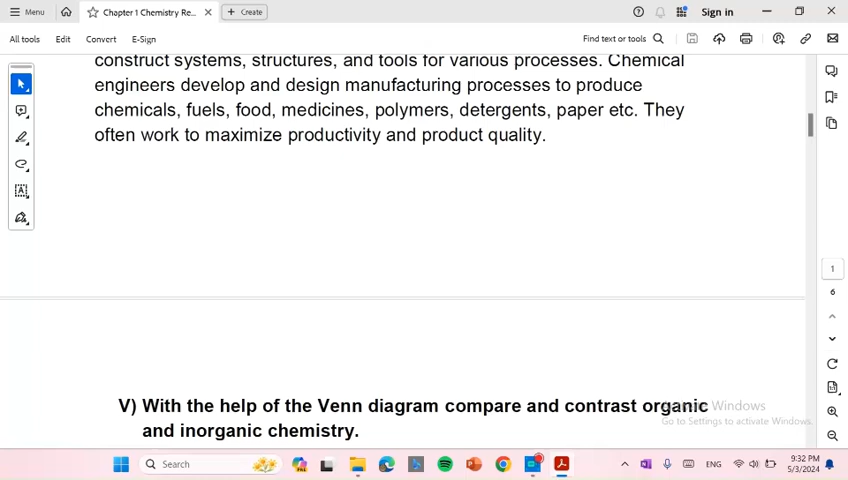 Menu
Chapter 1 Chemistry Re...
Create
Sign in
All tools
Edit
Convert
E-Sign
Find text or tools
construct systems, structures, and tools for various processes. Chemical
engineers develop and design manufacturing processes to produce
chemicals, fuels, food, medicines, polymers, detergents, paper etc. They
often work to maximize productivity and product quality.
1
6
V) With the help of the Venn diagram compare and contrast organic
and inorganic chemistry.
Activate Windows
Go to Settings to activate Windows.
Search
ENG
9:32 PM
5/3/2024